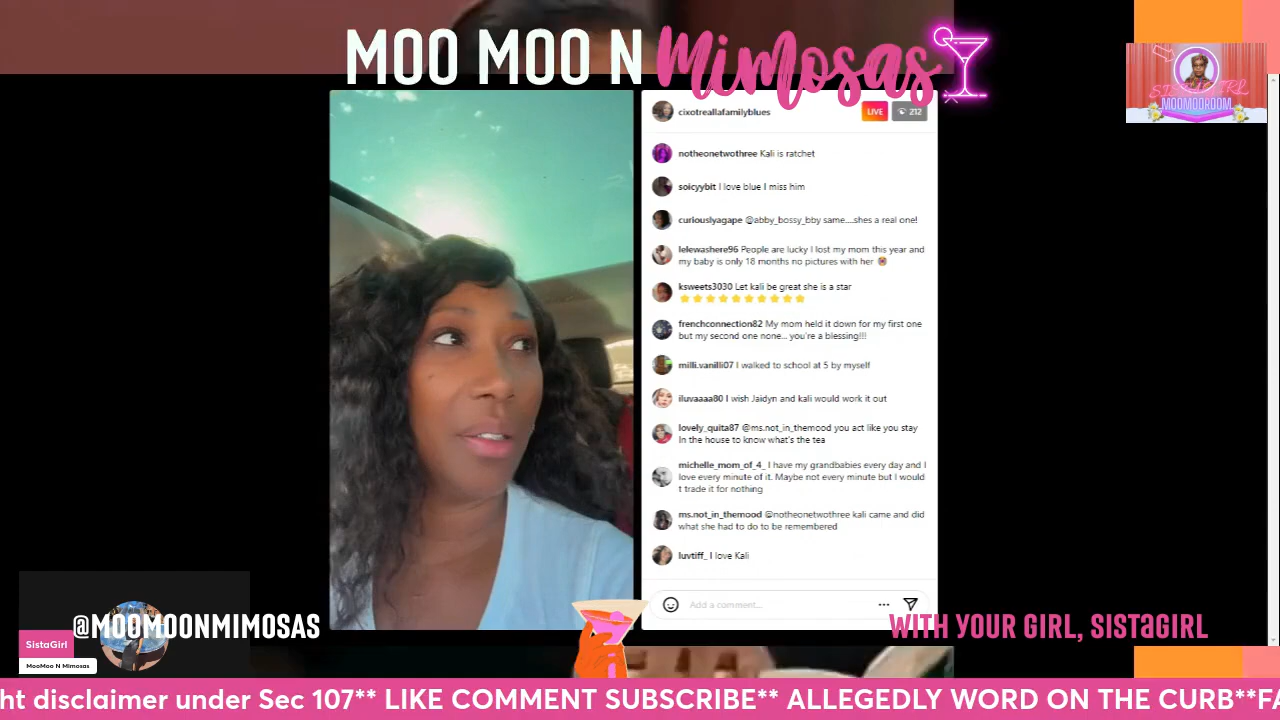 MOO MOO N Mimosas
SISTAGIRL
MOOMOOROOM
cixotreallafamilyblues
LIVE
212
notheonetwothree Kali is ratchet
soicyybit I love blue I miss him
curiouslyagape @abby_bossy_bby same....shes a real one!
lelewashere96 People are lucky I lost my mom this year and
my baby is only 18 months no pictures with her
ksweets3030 Let kali be great she is a star
frenchconnection82 My mom held it down for my first one
but my second one none... you're a blessing!!!
milli.vanilli07 I walked to school at 5 by myself
iluvaaaa80 I wish Jaidyn and kali would work it out
lovely_quita87 @ms.not_in_themood you act like you stay
In the house to know what's the tea
michelle_mom_of_4_ I have my grandbabies every day and I
love every minute of it. Maybe not every minute but I would
t trade it for nothing
ms.not_in_themood @notheonetwothree kali came and did
what she had to do to be remembered
luvtiff_ I love Kali
Add a comment...
@MOOMOONMIMOSAS
SistaGirl
MooMoo N Mimosas
WITH YOUR GIRL, SISTAGIRL
ht disclaimer under Sec 107** LIKE COMMENT SUBSCRIBE** ALLEGEDLY WORD ON THE CURB**FA